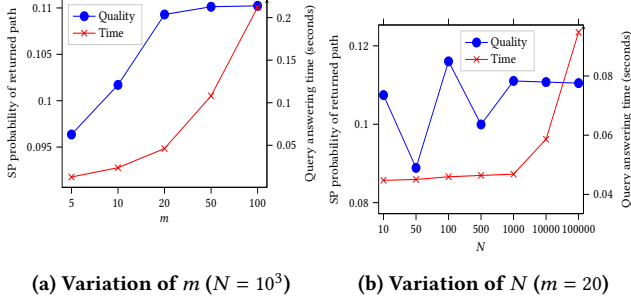 0.11
0.105
0.1
0.095
SP probability of returned path
Quality
Time
0.2
0.15
0.1
0.05
Query answering time (seconds)
5 10 20 50 100
m
(a) Variation of m (N = 10³)
0.12
0.1
0.08
SP probability of returned path
Quality
Time
0.08
0.06
0.04
Query answering time (seconds)
10 50 100 500 1000 10000 100000
N
(b) Variation of N (m = 20)